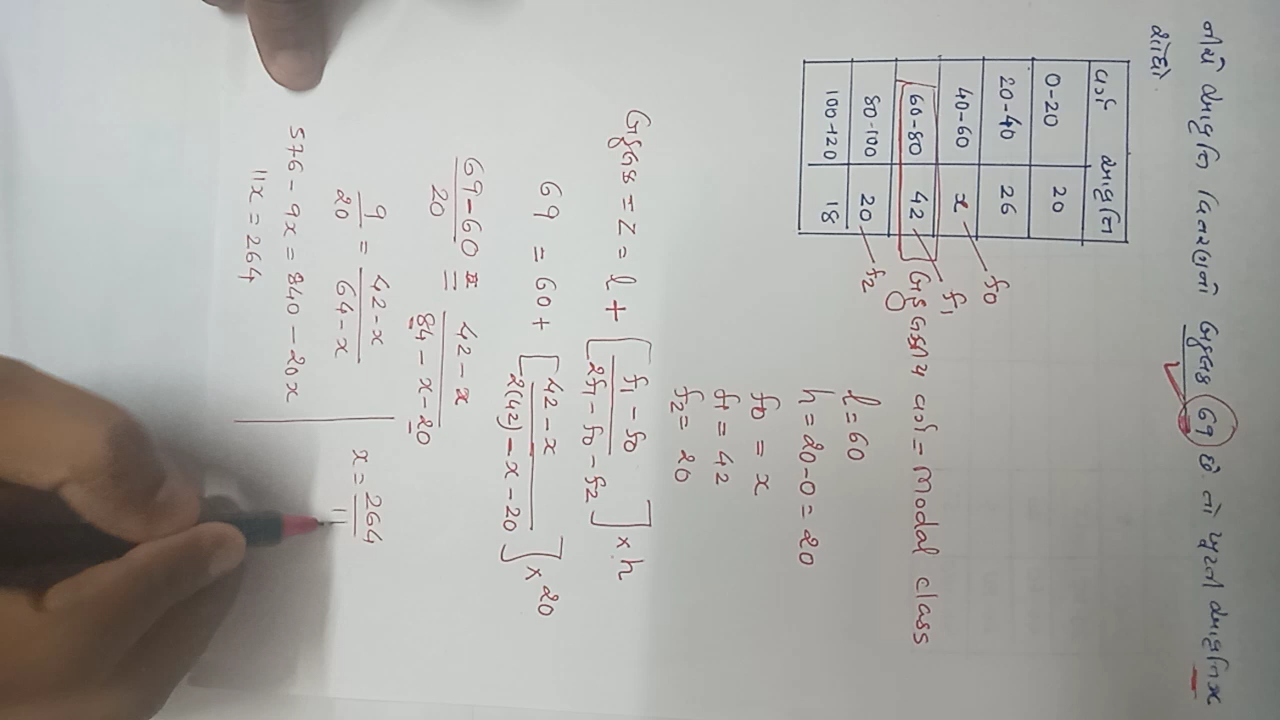 નીચે આવૃત્તિ વિતરણનો બહુલક 69 છે. તો ખૂટતી આવૃત્તિ x
શોધો.
વર્ગ આવૃત્તિ
0-20 20
20-40 26
40-60 x f0
60-80 42 f1
80-100 20 f2
100-120 18
વર્ગ = Modal class
l = 60
h = 20-0 = 20
f0 = x
f1 = 42
f2 = 20
બહુલક = Z = l + [f1 - f0 / 2f1 - f0 - f2] × h
69 = 60 + [42 - x / 2(42) - x - 20] × 20
69 - 60 / 20 = 42 - x / 84 - x - 20
9 / 20 = 42 - x / 64 - x
576 - 9x = 840 - 20x
11x = 264
x = 264 / 11